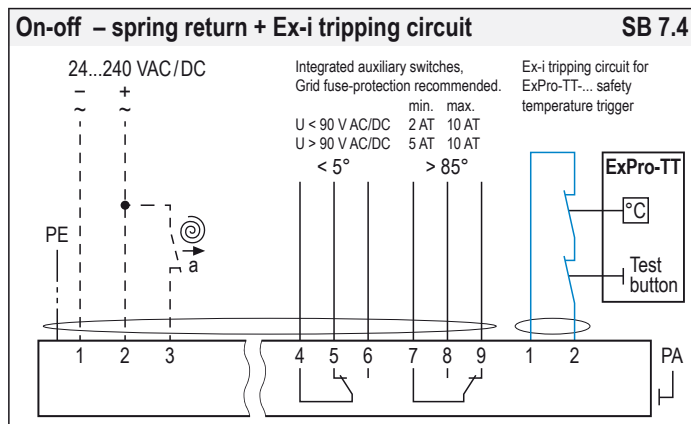 On-off – spring return + Ex-i tripping circuit SB 7.4
24...240 VAC/DC
– +
~ ~
PE
a
Integrated auxiliary switches,
Grid fuse-protection recommended.
min. max.
U < 90 V AC/DC 2 AT 10 AT
U > 90 V AC/DC 5 AT 10 AT
< 5° > 85°
Ex-i tripping circuit for
ExPro-TT-... safety
temperature trigger
ExPro-TT
°C
Test
button
1 2 3 4 5 6 7 8 9 1 2 PA